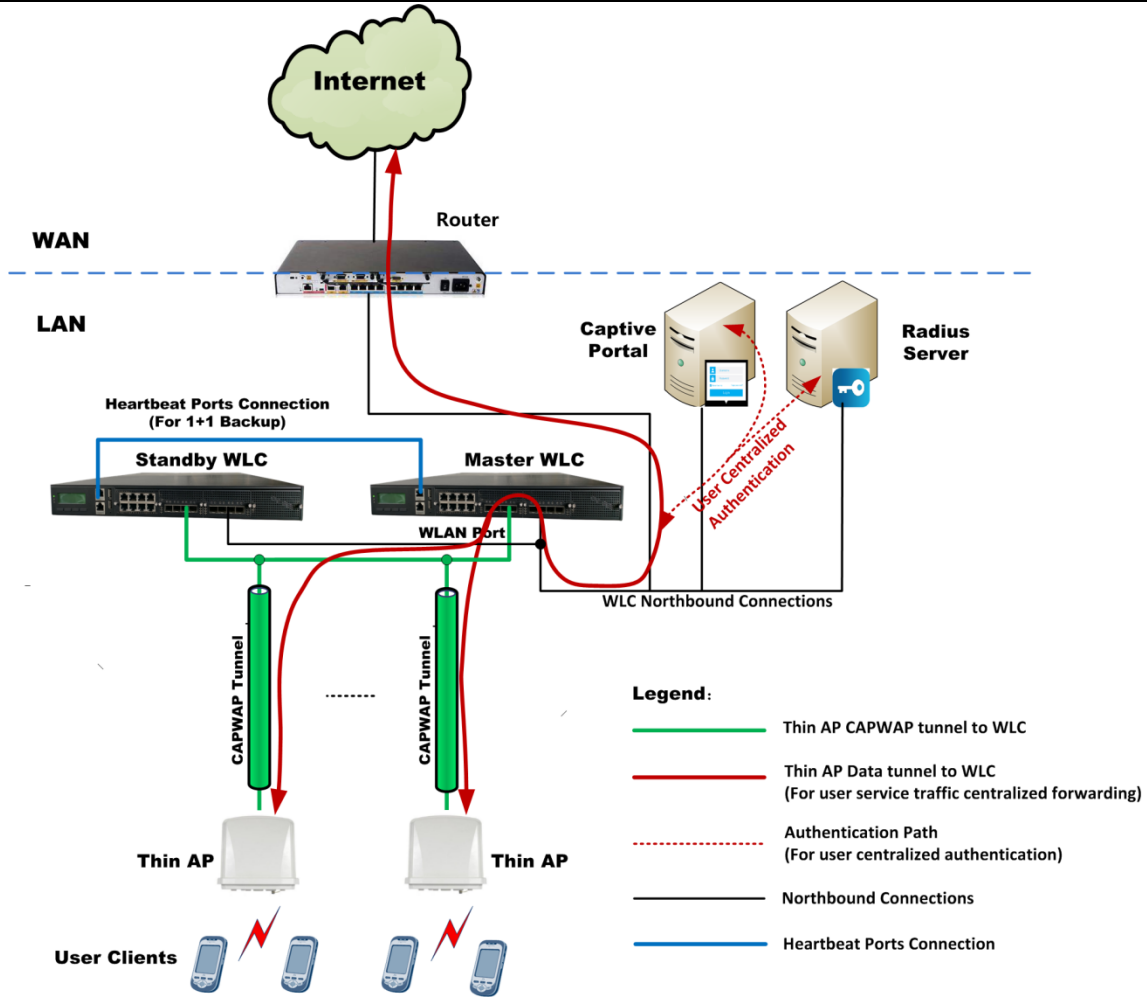 Internet
Router
WAN
LAN
Captive
Portal
Radius
Server
Heartbeat Ports Connection
(For 1+1 Backup)
Standby WLC
Master WLC
User Centralized
Authentication
WLAN Port
WLC Northbound Connections
CAPWAP Tunnel
CAPWAP Tunnel
Legend:
Thin AP CAPWAP tunnel to WLC
Thin AP Data tunnel to WLC
(For user service traffic centralized forwarding)
Authentication Path
(For user centralized authentication)
Northbound Connections
Heartbeat Ports Connection
Thin AP
Thin AP
User Clients